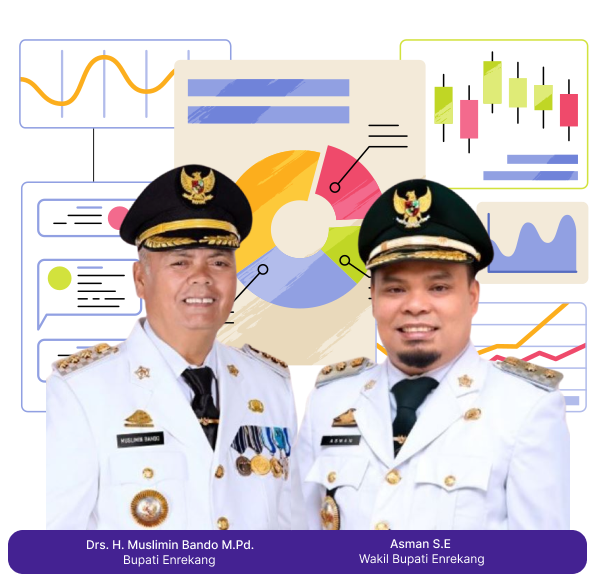 MUSLIMIN BANDO
ASMAN
Drs. H. Muslimin Bando M.Pd.
Bupati Enrekang
Asman S.E
Wakil Bupati Enrekang